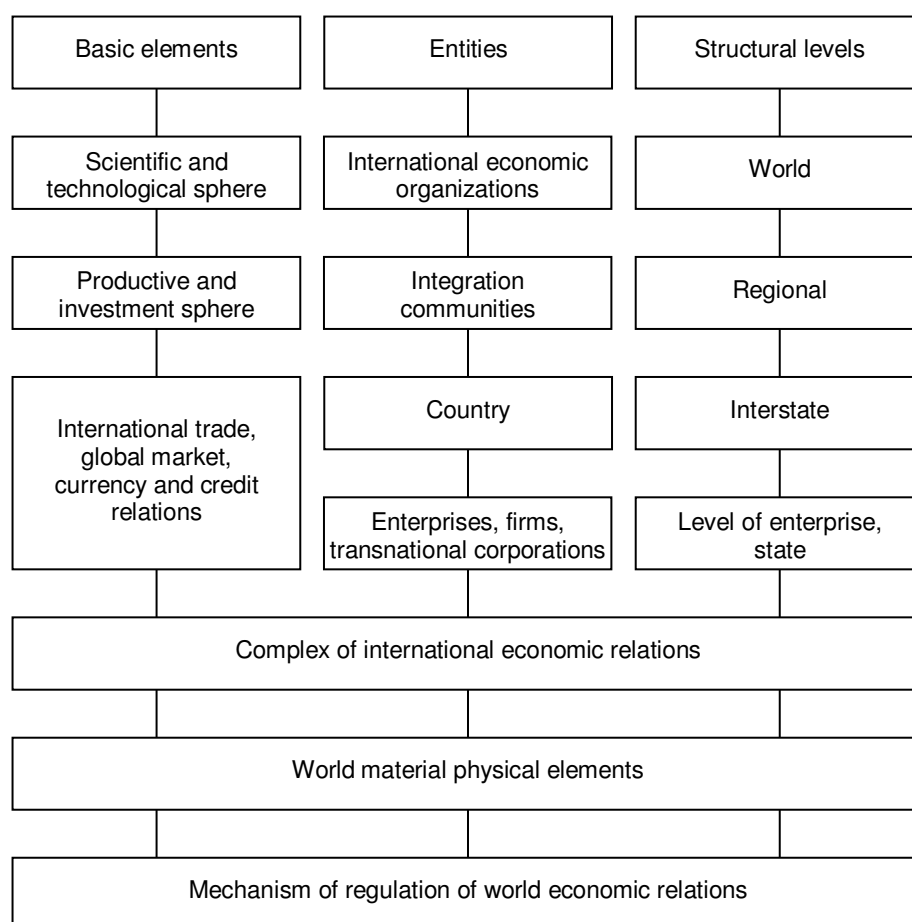 Basic elements
Entities
Structural levels
Scientific and
technological sphere
International economic
organizations
World
Productive and
investment sphere
Integration
communities
Regional
International trade,
global market,
currency and credit
relations
Country
Interstate
Enterprises, firms,
transnational corporations
Level of enterprise,
state
Complex of international economic relations
World material physical elements
Mechanism of regulation of world economic relations